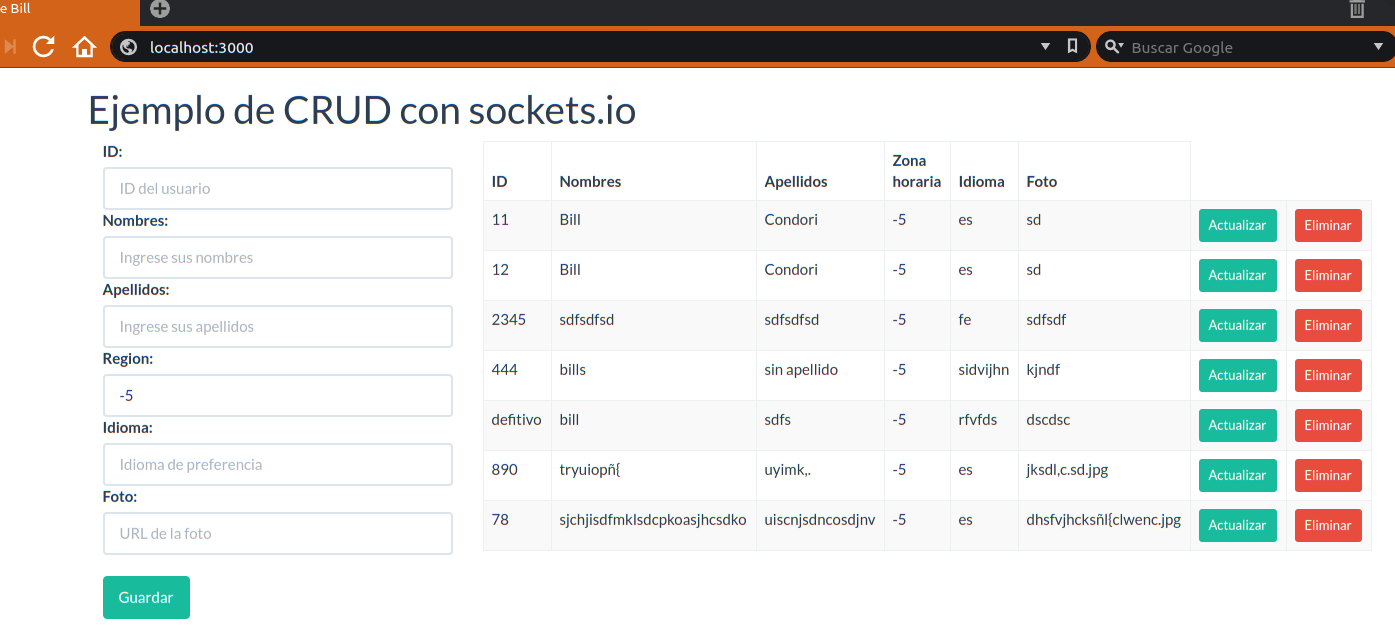 e Bill
localhost:3000
Buscar Google
Ejemplo de CRUD con sockets.io
ID:
ID del usuario
Nombres:
Ingrese sus nombres
Apellidos:
Ingrese sus apellidos
Region:
-5
Idioma:
Idioma de preferencia
Foto:
URL de la foto
Guardar
ID Nombres Apellidos Zona horaria Idioma Foto
11 Bill Condori -5 es sd Actualizar Eliminar
12 Bill Condori -5 es sd Actualizar Eliminar
2345 sdfsdfsd sdfsdfsd -5 fe sdfsdf Actualizar Eliminar
444 bills sin apellido -5 sidvijhn kjndf Actualizar Eliminar
defitivo bill sdfs -5 rfvfds dscdsc Actualizar Eliminar
890 tryuiopñ{ uyimk,. -5 es jksdl,c.sd.jpg Actualizar Eliminar
78 sjchjisdfmklsdcpkoasjhcsdko uiscnjsdncosdjnv -5 es dhsfvjhcksñl{clwenc.jpg Actualizar Eliminar